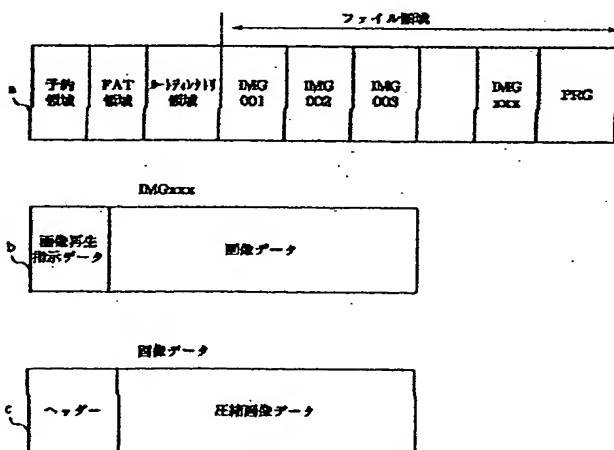 ファイル領域
a
予約
領域
FAT
領域
ルートディレクトリ
領域
IMG
001
IMG
002
IMG
003
IMG
xxx
PRG
IMGxxx
b
画像再生
指示データ
画像データ
画像データ
c
ヘッダー
圧縮画像データ